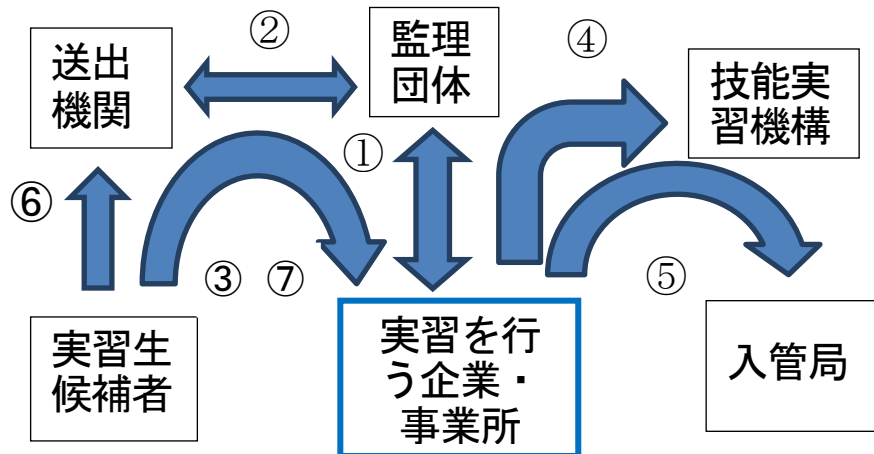 ②
④
送出
機関
監理
団体
技能実
習機構
①
⑥
③ ⑦
⑤
実習生
候補者
実習を行
う企業・
事業所
入管局